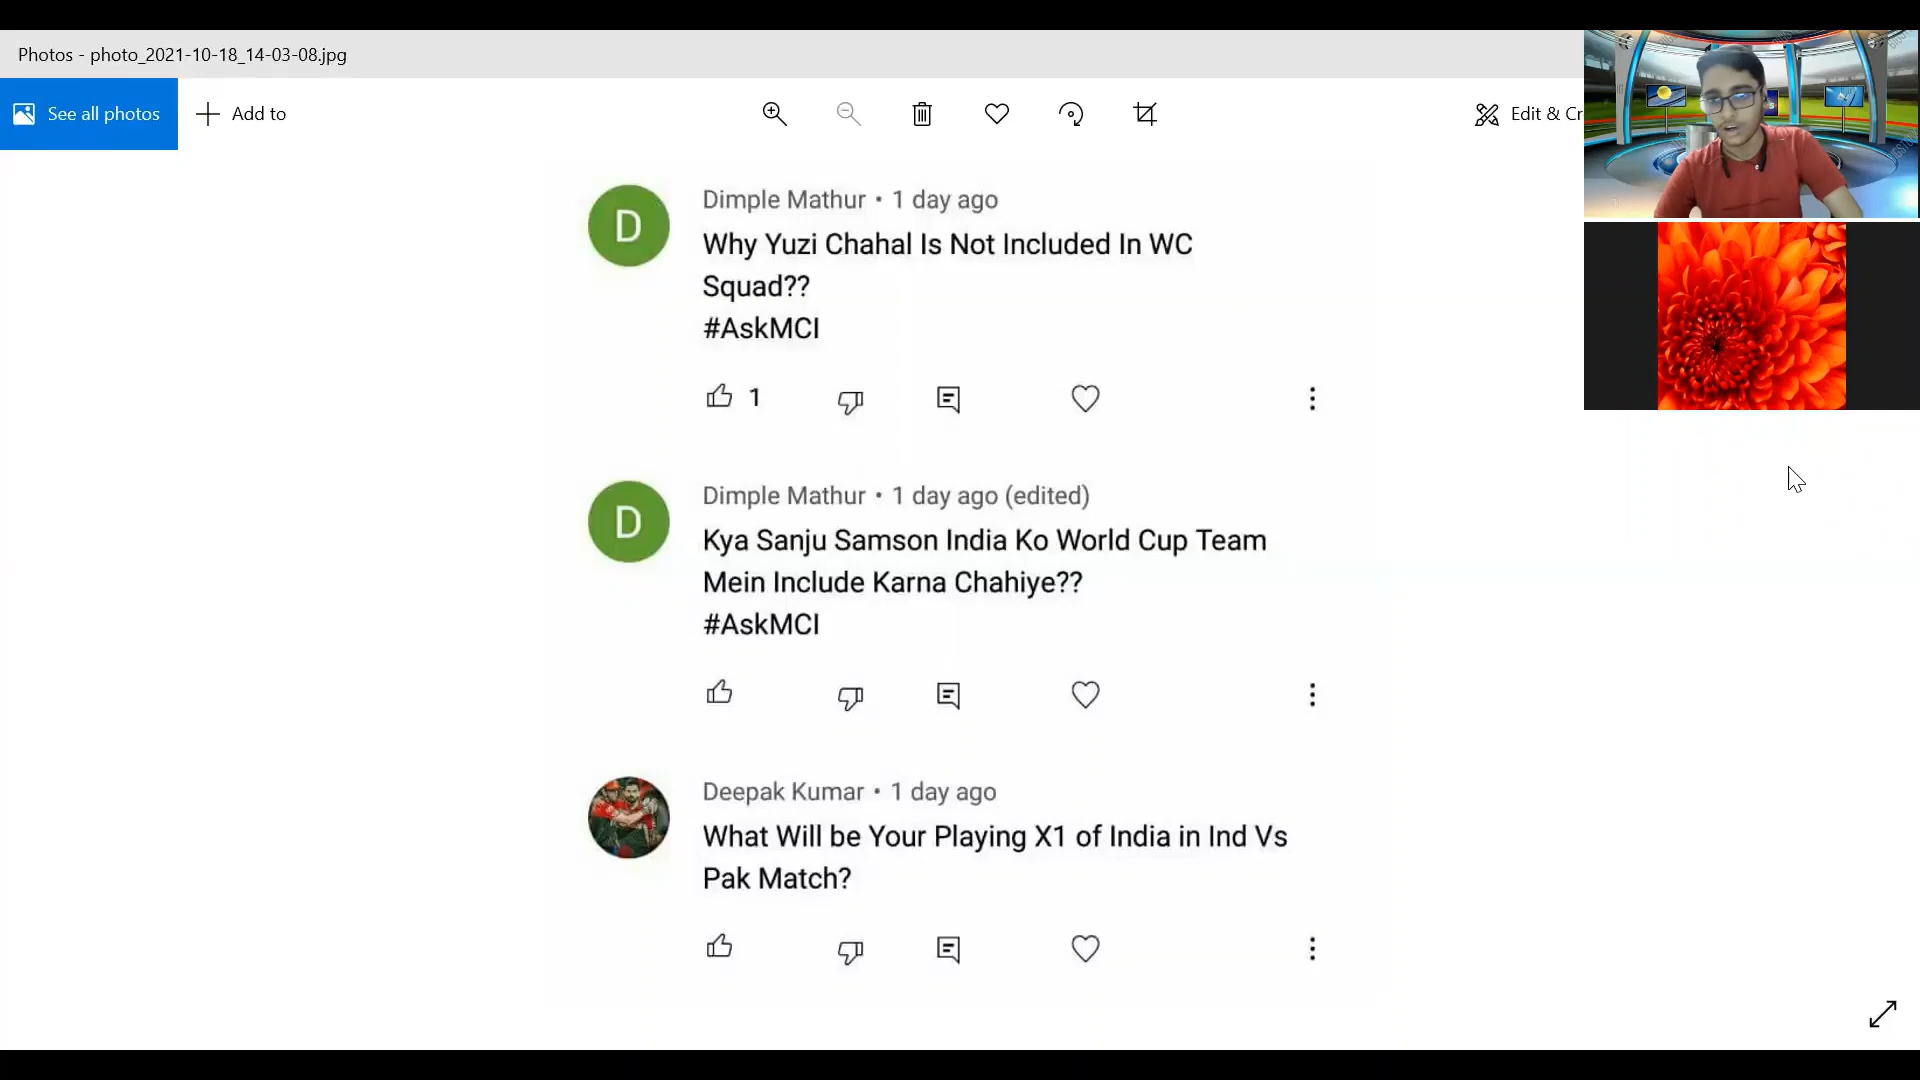 Photos - photo_2021-10-18_14-03-08.jpg
See all photos
Add to
Edit & Cr
D
Dimple Mathur • 1 day ago
Why Yuzi Chahal Is Not Included In WC
Squad??
#AskMCI
1
D
Dimple Mathur • 1 day ago (edited)
Kya Sanju Samson India Ko World Cup Team
Mein Include Karna Chahiye??
#AskMCI
Deepak Kumar • 1 day ago
What Will be Your Playing X1 of India in Ind Vs
Pak Match?